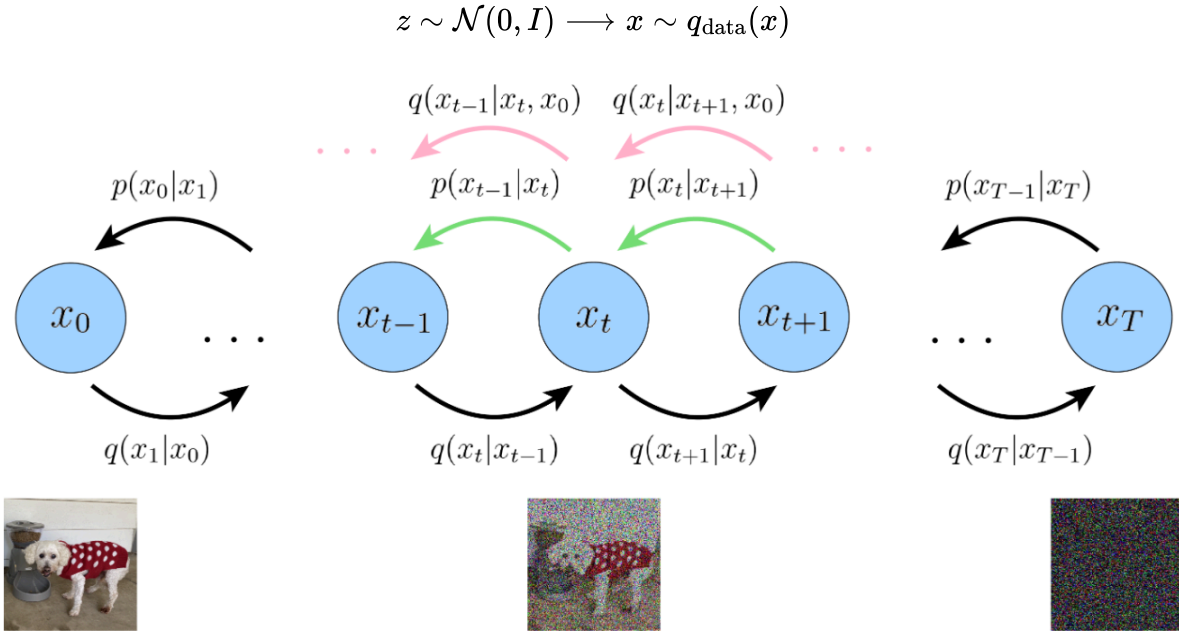 z ∼ 𝒩(0, I) ⟶ x ∼ q_data(x)
q(x_{t−1}|x_t, x_0) q(x_t|x_{t+1}, x_0)
· · · · · ·
p(x_0|x_1) p(x_{t−1}|x_t) p(x_t|x_{t+1}) p(x_{T−1}|x_T)
x_0 · · · x_{t−1} x_t x_{t+1} · · · x_T
q(x_1|x_0) q(x_t|x_{t−1}) q(x_{t+1}|x_t) q(x_T|x_{T−1})